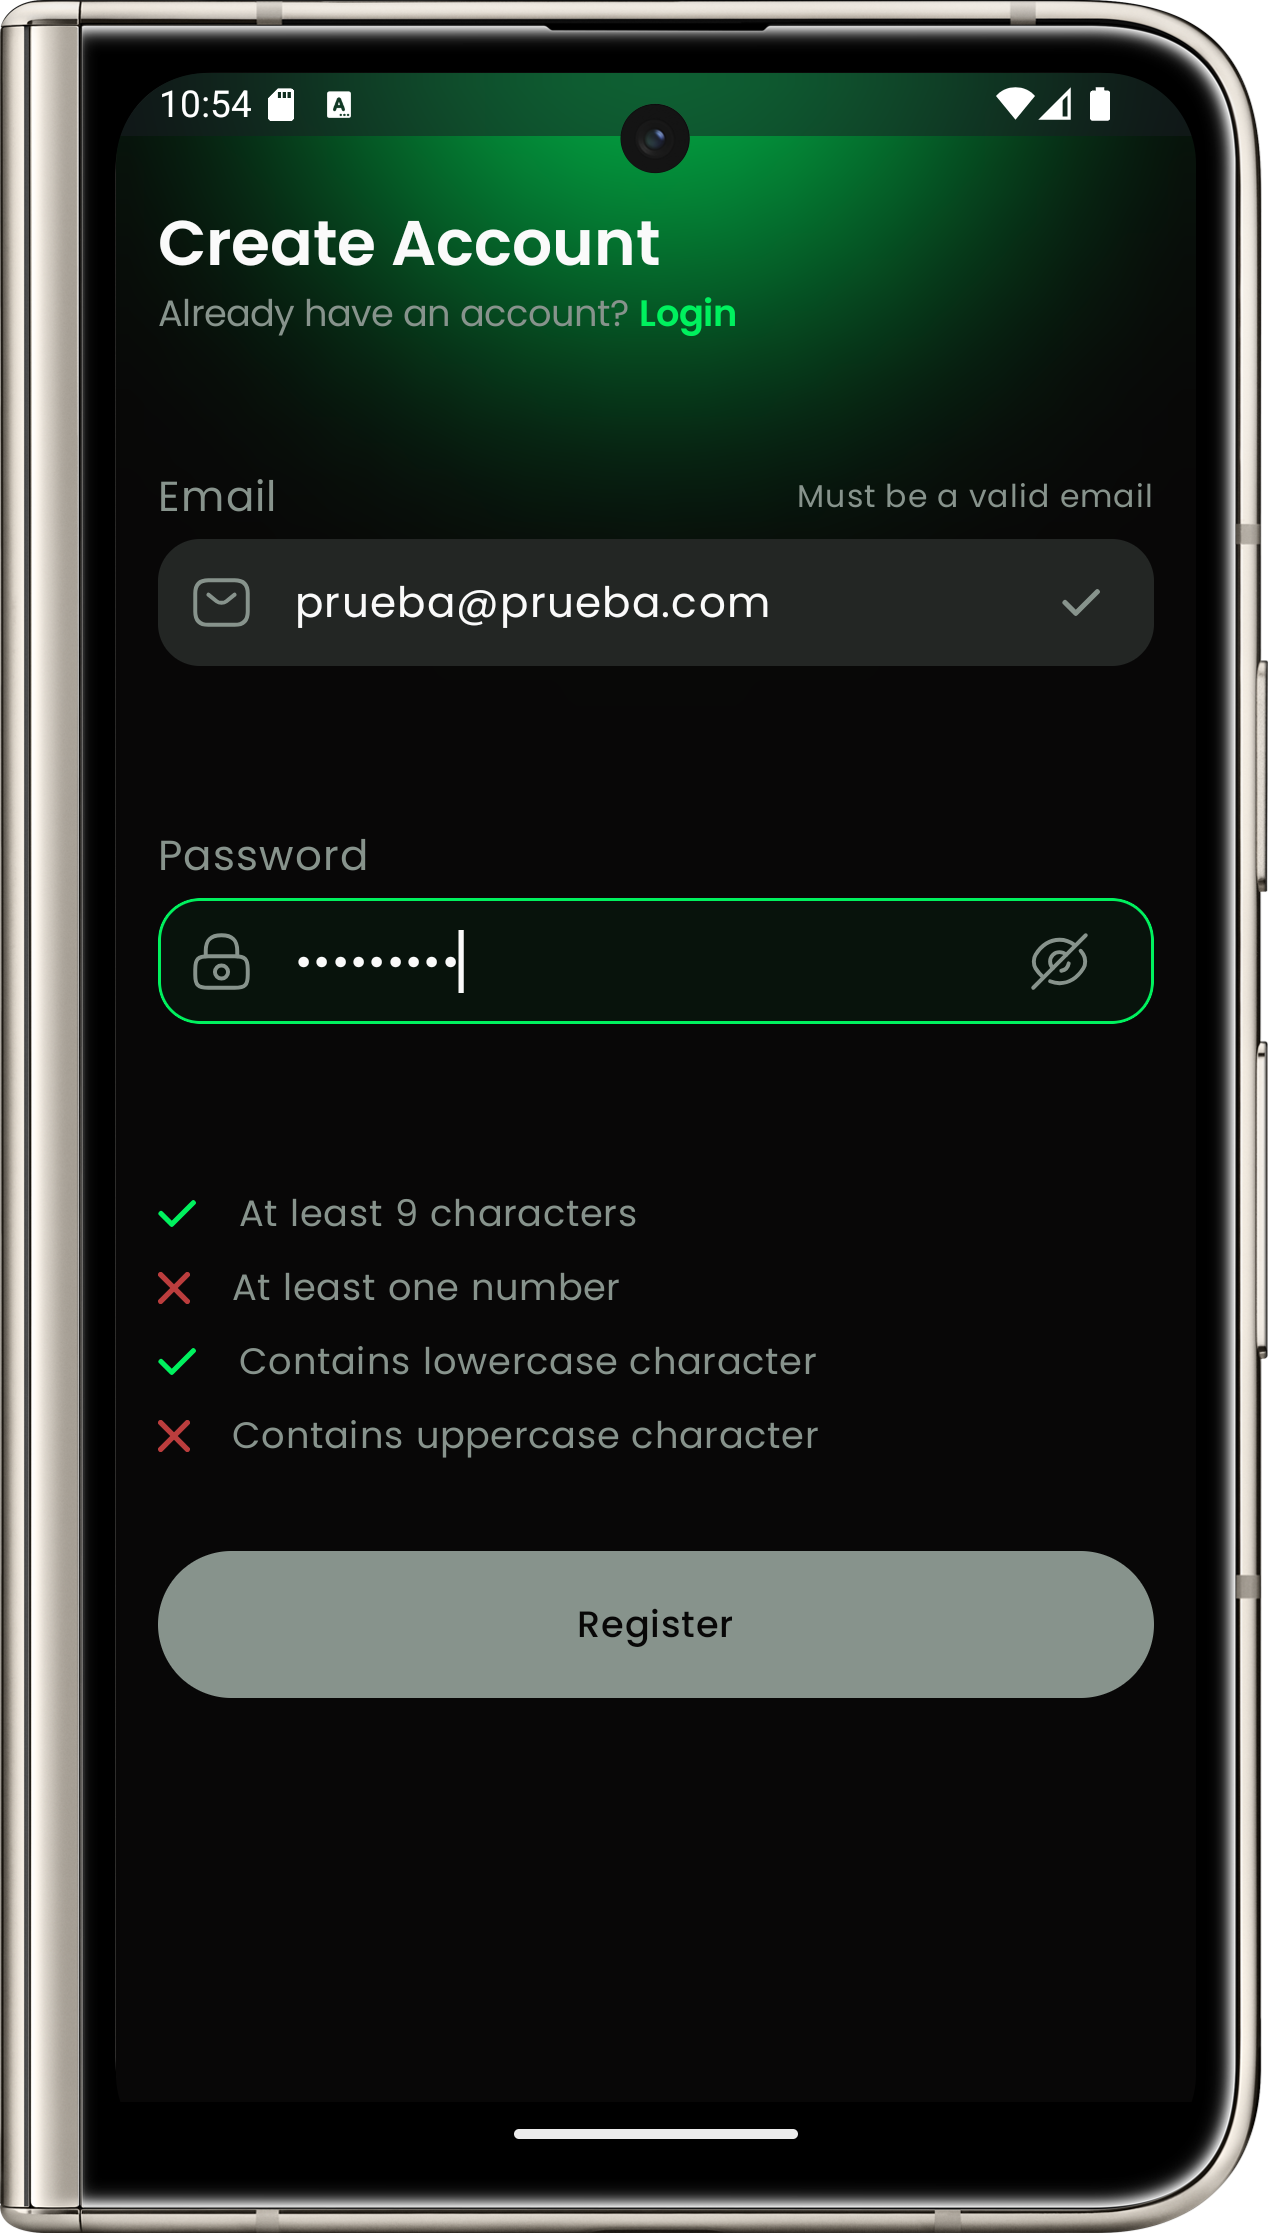 10:54
Create Account
Already have an account? Login
Email
Must be a valid email
prueba@prueba.com
Password
•••••••••
At least 9 characters
At least one number
Contains lowercase character
Contains uppercase character
Register